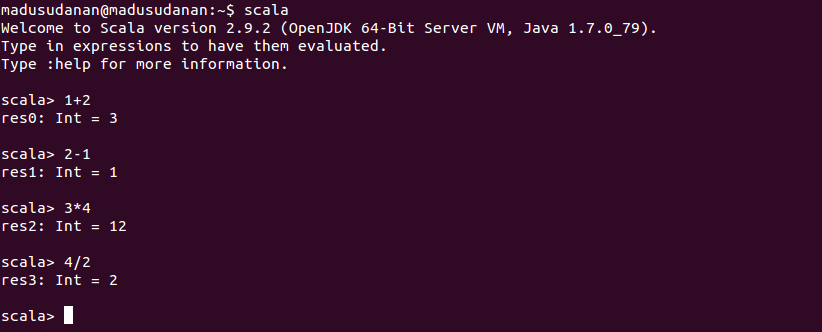 madusudanan@madusudanan:~$ scala
Welcome to Scala version 2.9.2 (OpenJDK 64-Bit Server VM, Java 1.7.0_79).
Type in expressions to have them evaluated.
Type :help for more information.
scala> 1+2
res0: Int = 3
scala> 2-1
res1: Int = 1
scala> 3*4
res2: Int = 12
scala> 4/2
res3: Int = 2
scala>